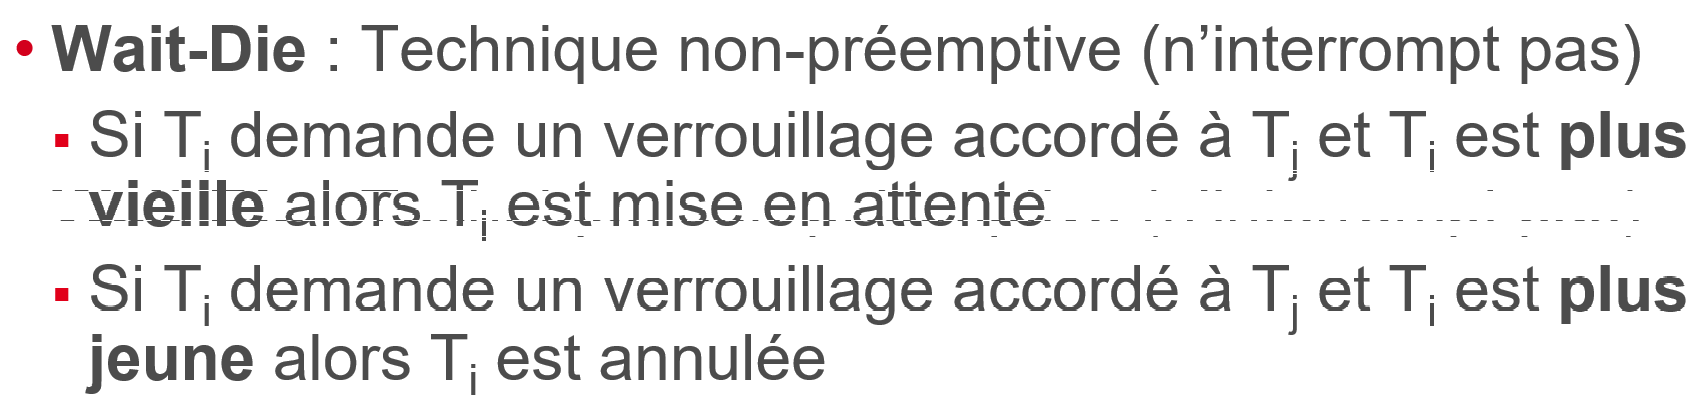 • Wait-Die : Technique non-préemptive (n’interrompt pas)
▪ Si Ti demande un verrouillage accordé à Tj et Ti est plus
vieille alors Ti est mise en attente
▪ Si Ti demande un verrouillage accordé à Tj et Ti est plus
jeune alors Ti est annulée